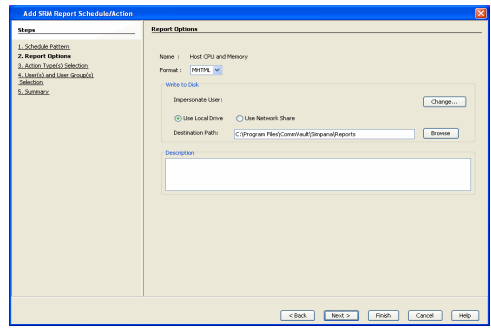 Add SRM Report Schedule/Action
Steps
1. Schedule Pattern
2. Report Options
3. Action Type(s) Selection
4. User(s) and User Group(s)
Selection
5. Summary
Report Options
Name : Host CPU and Memory
Format : MHTML
Write to Disk
Impersonate User:
Change...
Use Local Drive Use Network Share
Destination Path: C:\Program Files\CommVault\Simpana\Reports Browse
Description
< Back Next > Finish Cancel Help